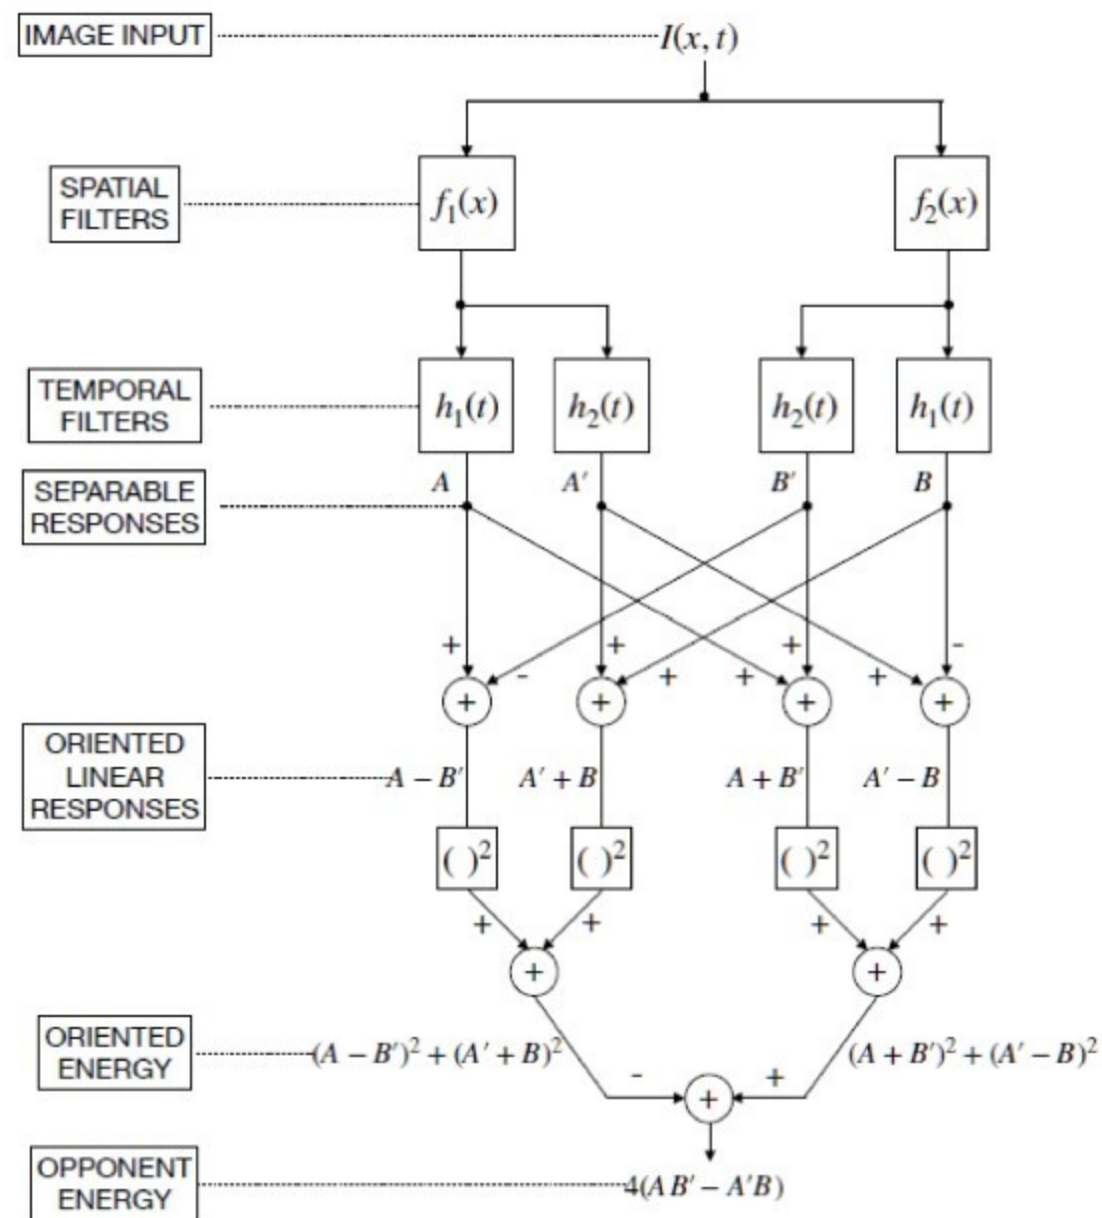 IMAGE INPUT
I(x, t)
SPATIAL
FILTERS
f₁(x)
f₂(x)
TEMPORAL
FILTERS
h₁(t)
h₂(t)
h₂(t)
h₁(t)
SEPARABLE
RESPONSES
A
A′
B′
B
+
+
+
-
-
+
+
+
+
+
+
+
ORIENTED
LINEAR
RESPONSES
A − B′
A′ + B
A + B′
A′ − B
( )²
( )²
( )²
( )²
+
+
+
+
+
+
ORIENTED
ENERGY
(A − B′)² + (A′ + B)²
(A + B′)² + (A′ − B)²
-
+
+
OPPONENT
ENERGY
4(AB′ − A′B)